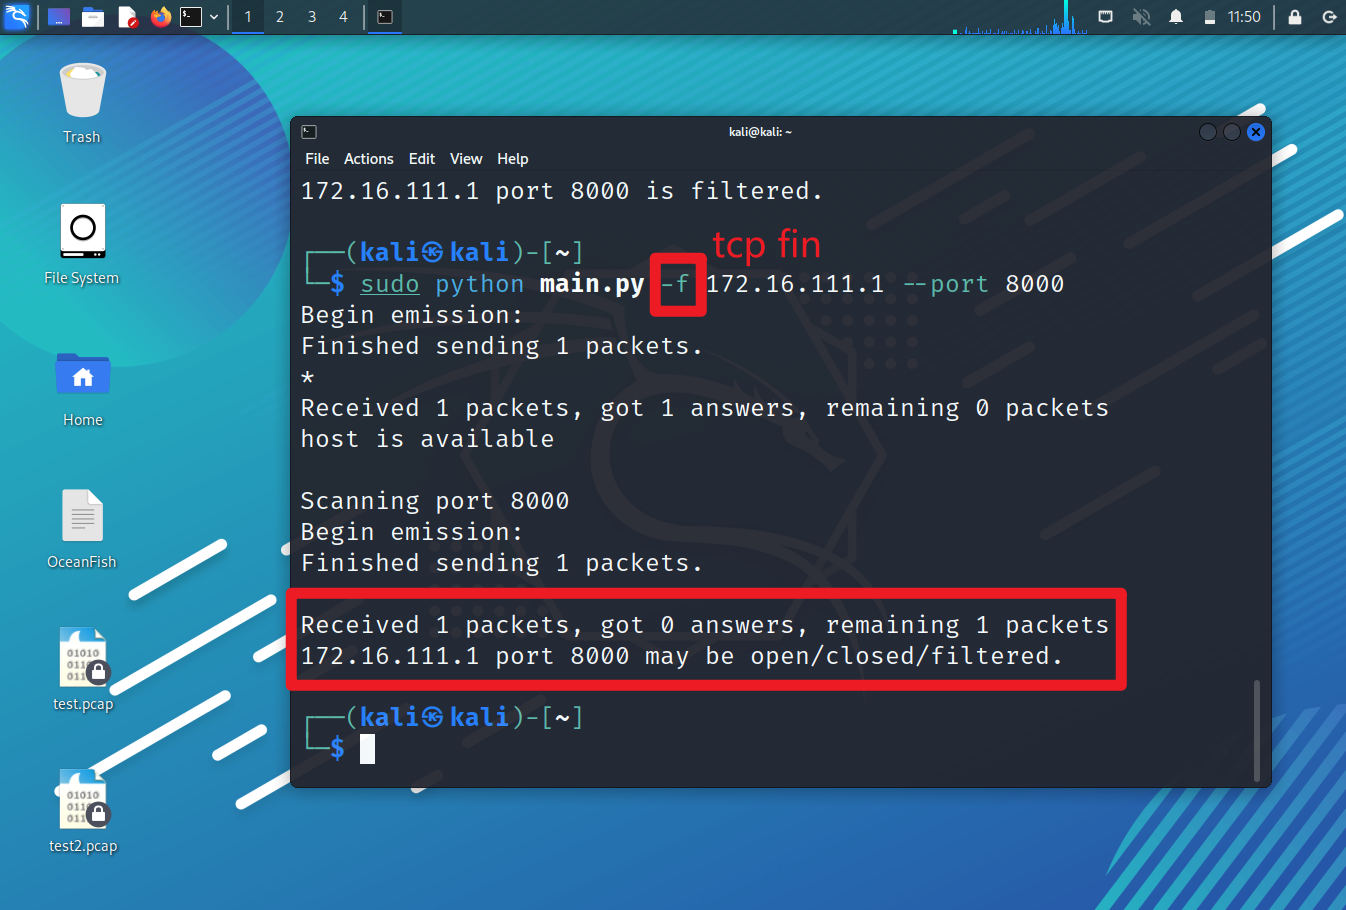 1 2 3 4 11:50
Trash
File System
Home
OceanFish
test.pcap
test2.pcap
kali@kali: ~
File Actions Edit View Help
172.16.111.1 port 8000 is filtered.
tcp fin
(kali㉿kali)-[~]
$ sudo python main.py -f 172.16.111.1 --port 8000
Begin emission:
Finished sending 1 packets.
*
Received 1 packets, got 1 answers, remaining 0 packets
host is available
Scanning port 8000
Begin emission:
Finished sending 1 packets.
Received 1 packets, got 0 answers, remaining 1 packets
172.16.111.1 port 8000 may be open/closed/filtered.
(kali㉿kali)-[~]
$